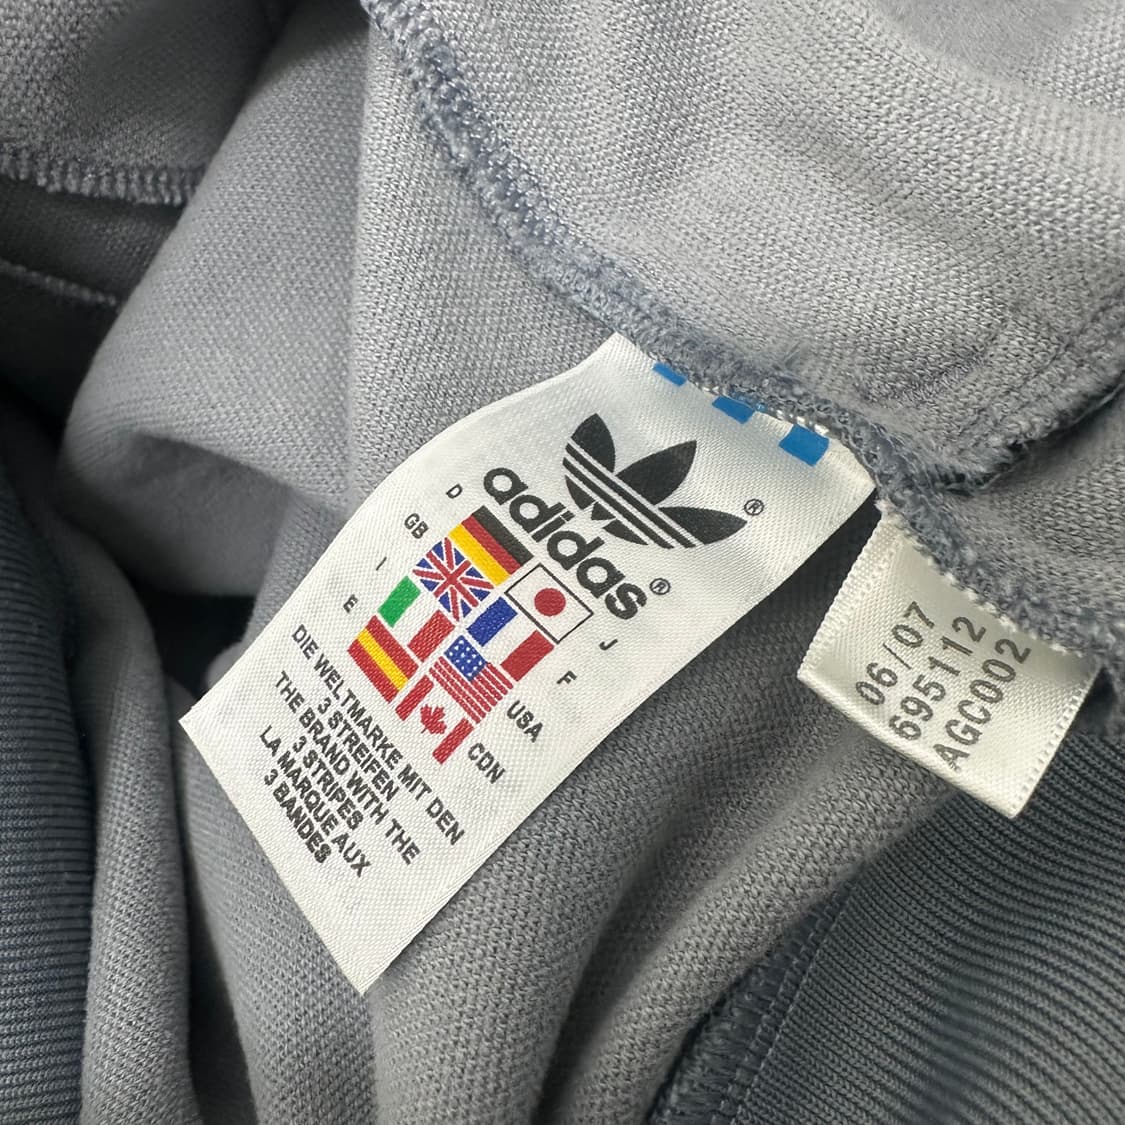 adidas®
®
D
GB
I
E
J
F
USA
CDN
DIE WELTMARKE MIT DEN
3 STREIFEN
THE BRAND WITH THE
3 STRIPES
LA MARQUE AUX
3 BANDES
06/07
695112
AGC002